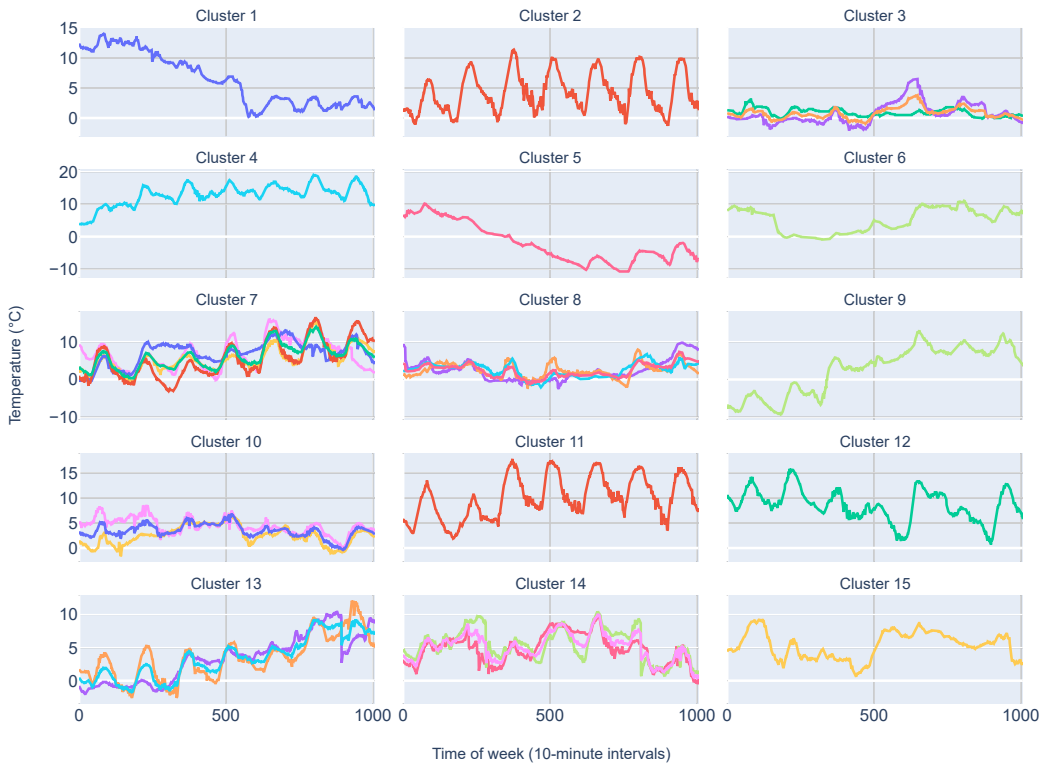 Cluster 1
Cluster 2
Cluster 3
15
10
5
0
Cluster 4
Cluster 5
Cluster 6
20
10
0
−10
Cluster 7
Cluster 8
Cluster 9
10
0
−10
Cluster 10
Cluster 11
Cluster 12
15
10
5
0
Cluster 13
Cluster 14
Cluster 15
10
5
0
0 500 1000
0 500 1000
0 500 1000
Temperature (°C)
Time of week (10-minute intervals)